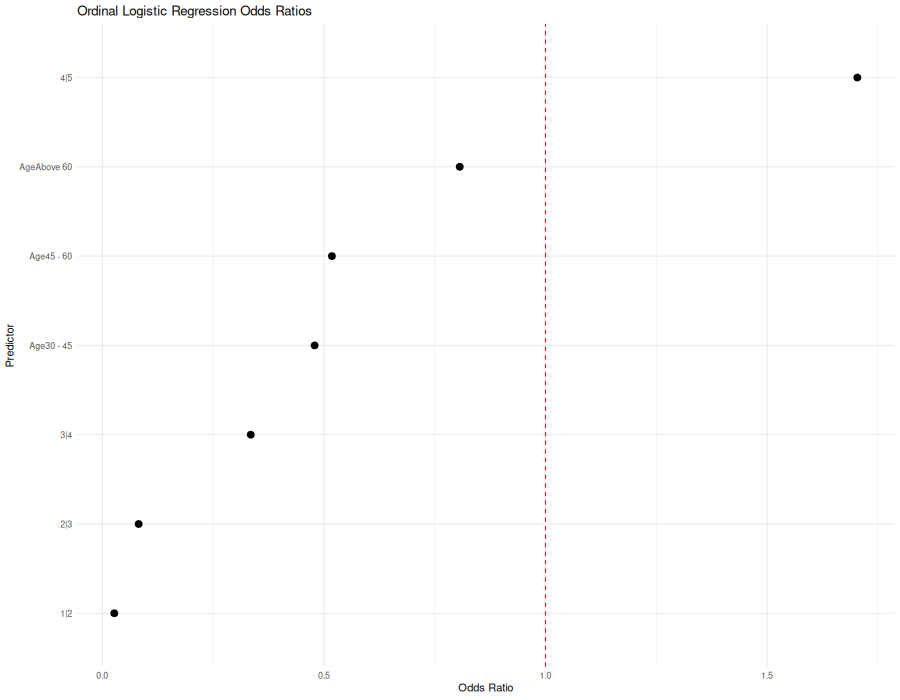 Ordinal Logistic Regression Odds Ratios
4|5
AgeAbove 60
Age45 - 60
Age30 - 45
3|4
2|3
1|2
Predictor
0.0 0.5 1.0 1.5
Odds Ratio